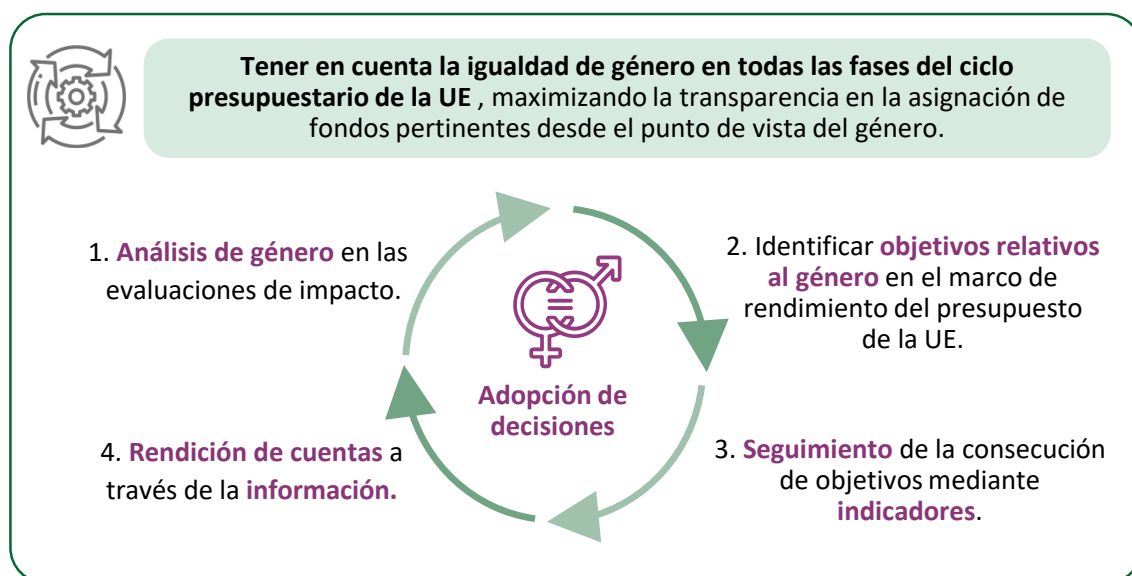 Tener en cuenta la igualdad de género en todas las fases del ciclo
presupuestario de la UE , maximizando la transparencia en la asignación de
fondos pertinentes desde el punto de vista del género.
1. Análisis de género en las
evaluaciones de impacto.
2. Identificar objetivos relativos
al género en el marco de
rendimiento del presupuesto
de la UE.
Adopción de
decisiones
3. Seguimiento de la consecución
de objetivos mediante
indicadores.
4. Rendición de cuentas a
través de la información.